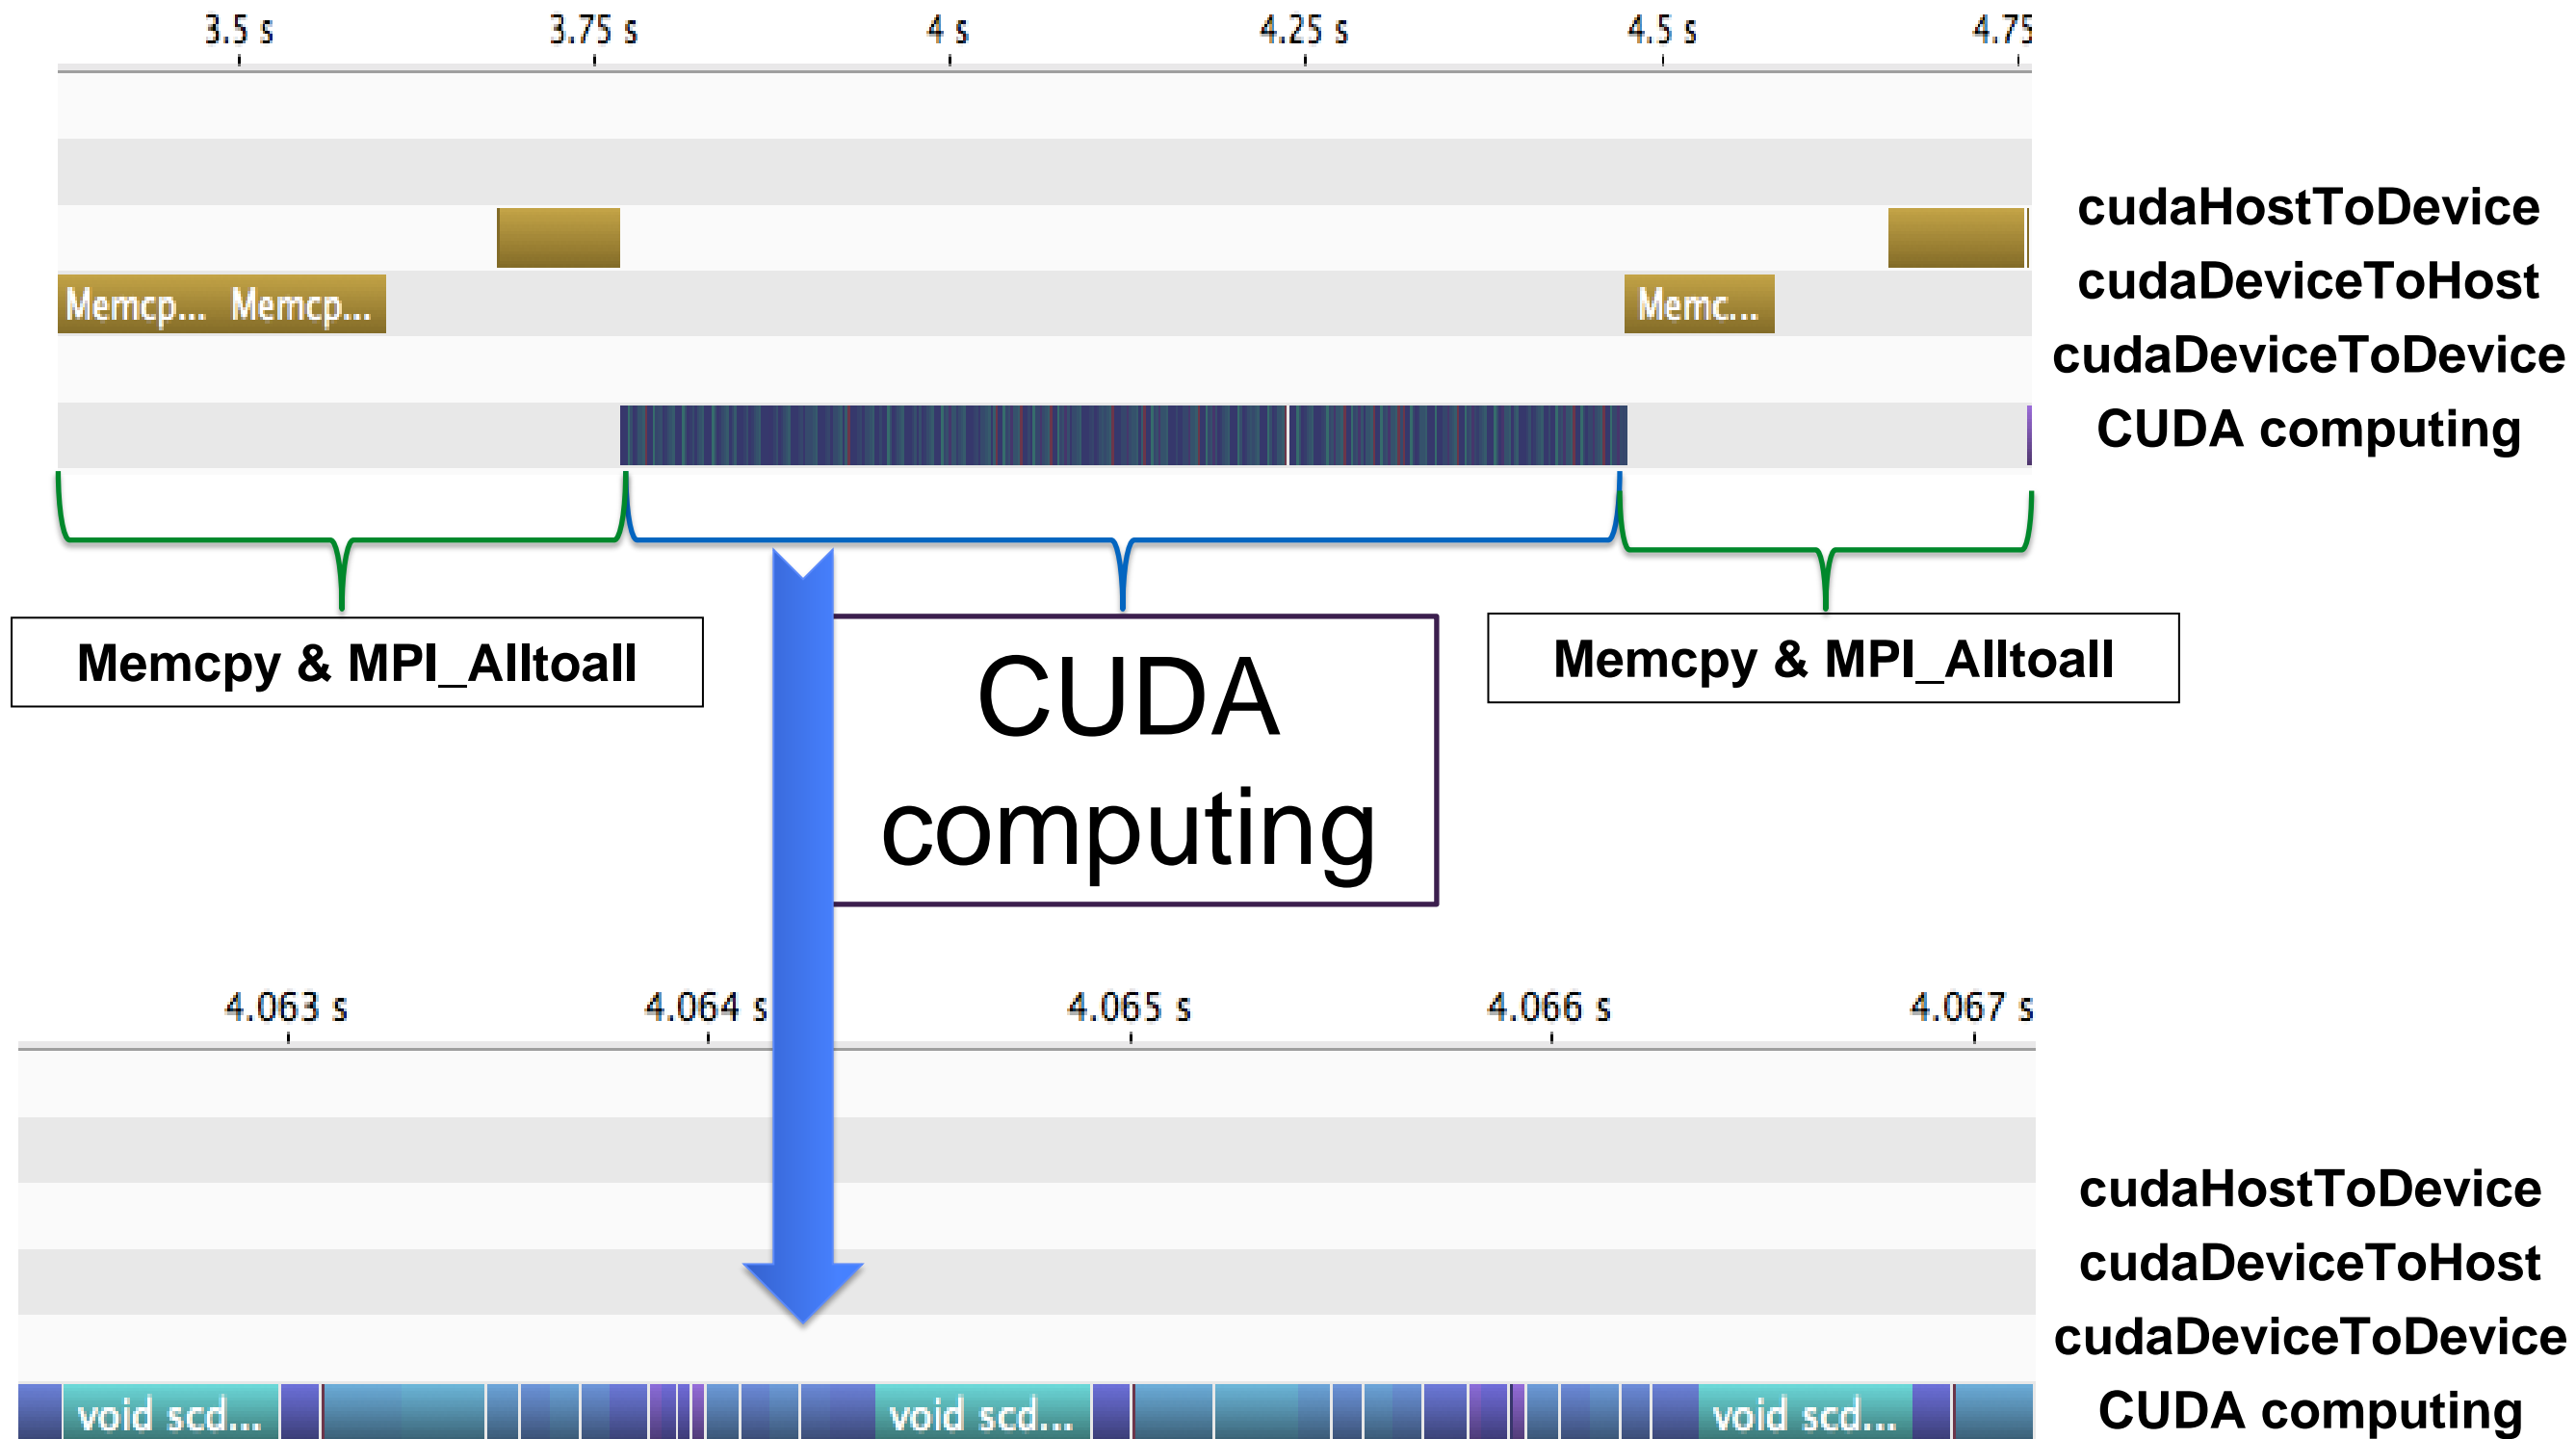 3.5 s 3.75 s 4 s 4.25 s 4.5 s 4.75
cudaHostToDevice
cudaDeviceToHost
Memcp... Memcp... Memc...
cudaDeviceToDevice
CUDA computing
Memcpy & MPI_Alltoall
CUDA
computing
Memcpy & MPI_Alltoall
4.063 s 4.064 s 4.065 s 4.066 s 4.067 s
cudaHostToDevice
cudaDeviceToHost
cudaDeviceToDevice
void scd... void scd... void scd...
CUDA computing